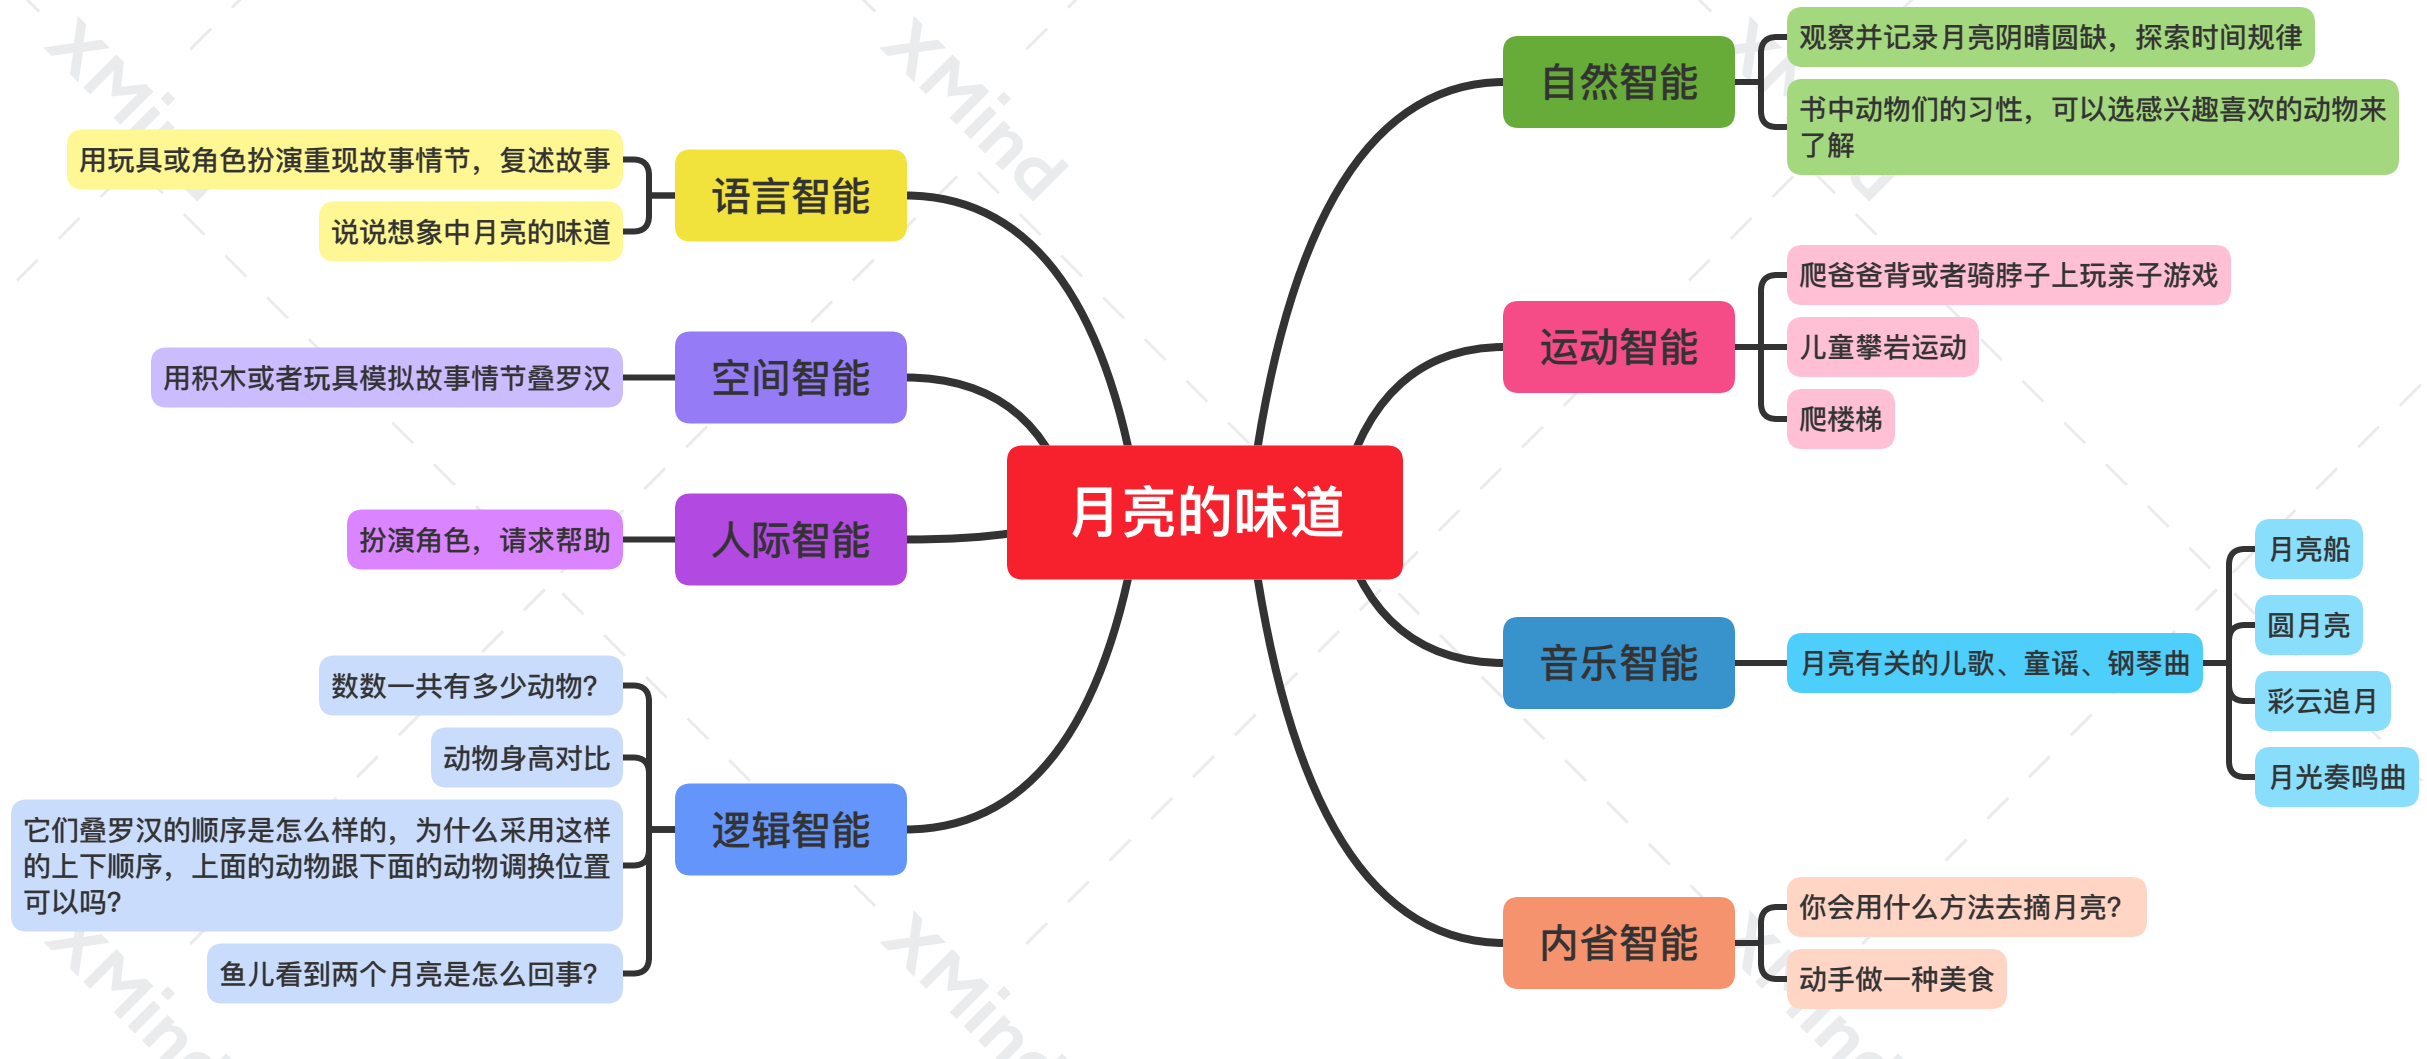 月亮的味道
语言智能
用玩具或角色扮演重现故事情节，复述故事
说说想象中月亮的味道
空间智能
用积木或者玩具模拟故事情节叠罗汉
人际智能
扮演角色，请求帮助
逻辑智能
数数一共有多少动物?
动物身高对比
它们叠罗汉的顺序是怎么样的，为什么采用这样
的上下顺序，上面的动物跟下面的动物调换位置
可以吗?
鱼儿看到两个月亮是怎么回事?
自然智能
观察并记录月亮阴晴圆缺，探索时间规律
书中动物们的习性，可以选感兴趣喜欢的动物来
了解
运动智能
爬爸爸背或者骑脖子上玩亲子游戏
儿童攀岩运动
爬楼梯
音乐智能
月亮有关的儿歌、童谣、钢琴曲
月亮船
圆月亮
彩云追月
月光奏鸣曲
内省智能
你会用什么方法去摘月亮?
动手做一种美食
XMind
XMind
XMind
XMind
XMind
XMind